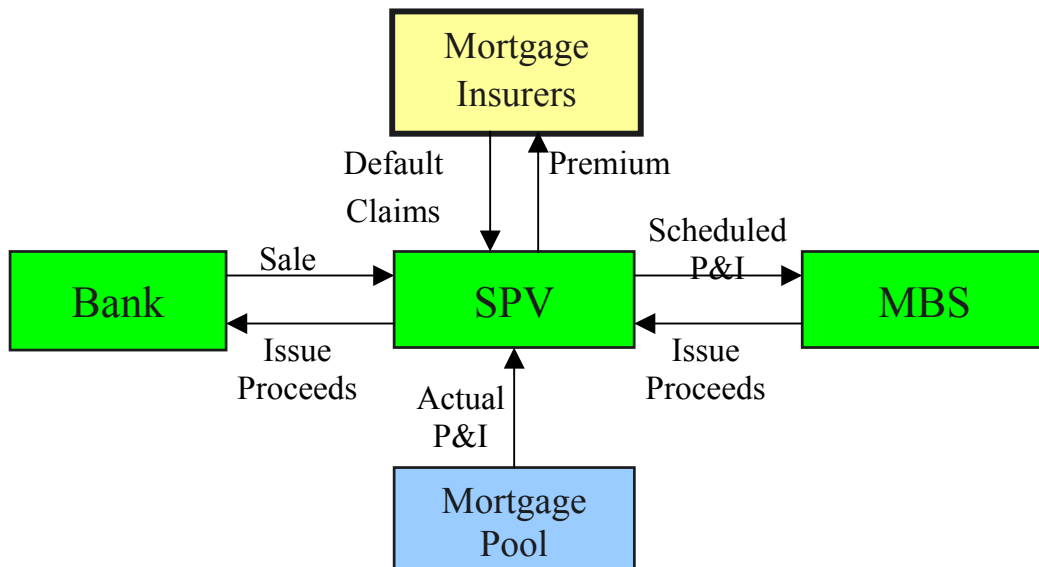 Mortgage
Insurers
Default
Claims
Premium
Scheduled
P&I
Sale
Bank
SPV
MBS
Issue
Proceeds
Issue
Proceeds
Actual
P&I
Mortgage
Pool